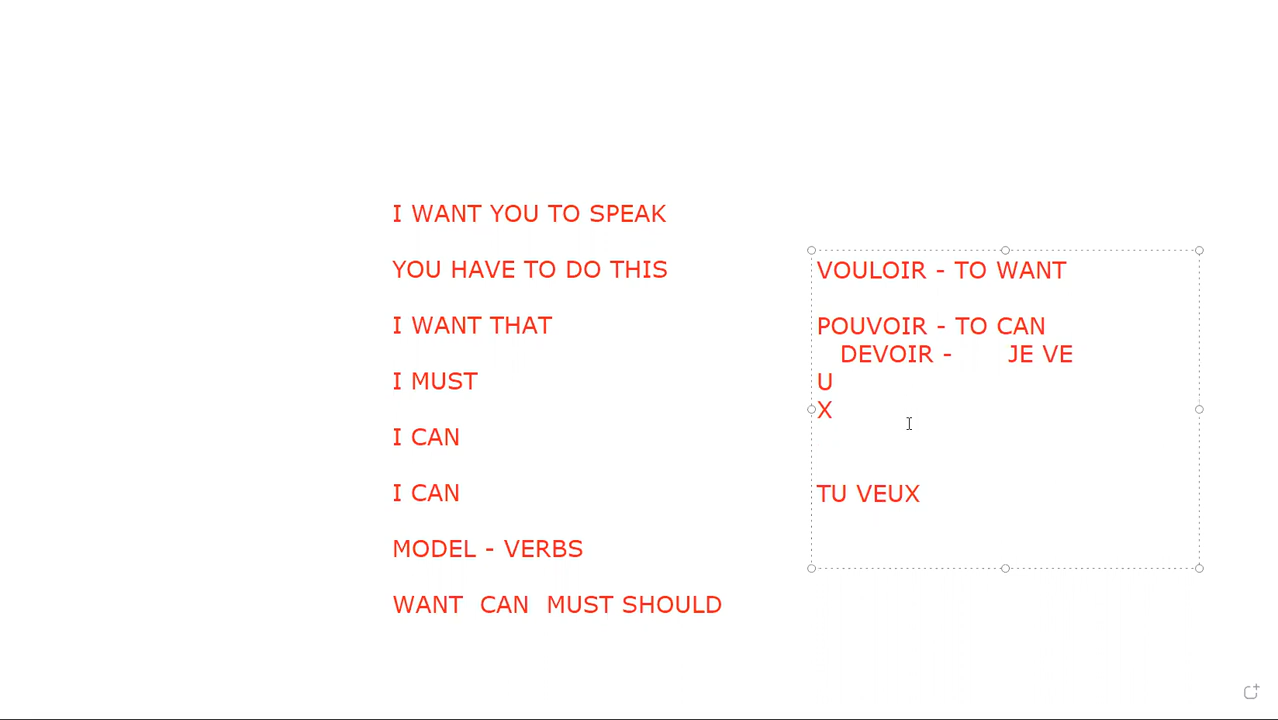 I WANT YOU TO SPEAK
YOU HAVE TO DO THIS
I WANT THAT
I MUST
I CAN
I CAN
MODEL - VERBS
WANT CAN MUST SHOULD
VOULOIR - TO WANT
POUVOIR - TO CAN
DEVOIR - JE VE
U
X
TU VEUX